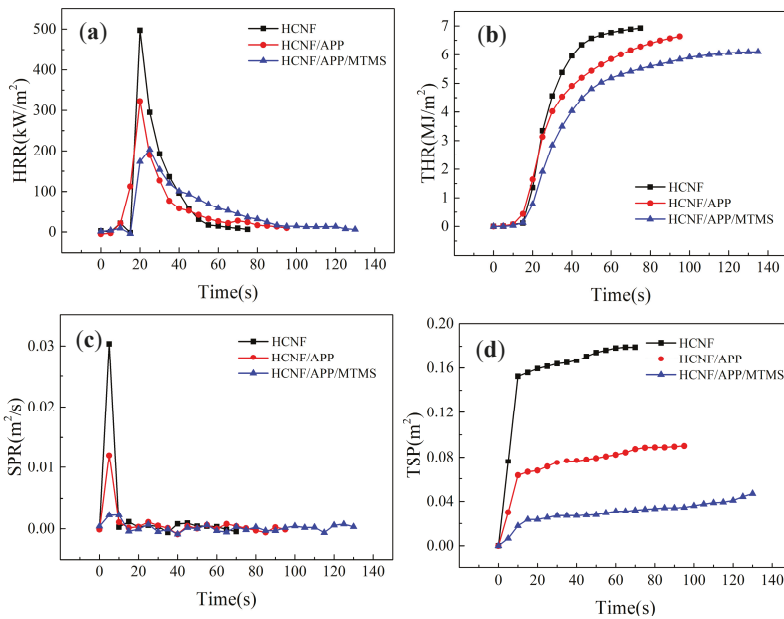 (a)
HCNF
HCNF/APP
HCNF/APP/MTMS
HRR(kW/m²)
500
400
300
200
100
0
0 20 40 60 80 100 120 140
Time(s)
(b)
THR(MJ/m²)
7
6
5
4
3
2
1
0
HCNF
HCNF/APP
HCNF/APP/MTMS
0 20 40 60 80 100 120 140
Time(s)
(c)
HCNF
HCNF/APP
HCNF/APP/MTMS
SPR(m²/s)
0.03
0.02
0.01
0.00
0 20 40 60 80 100 120 140
Time(s)
(d)
HCNF
HCNF/APP
HCNF/APP/MTMS
TSP(m²)
0.20
0.16
0.12
0.08
0.04
0.00
0 20 40 60 80 100 120 140
Time(s)